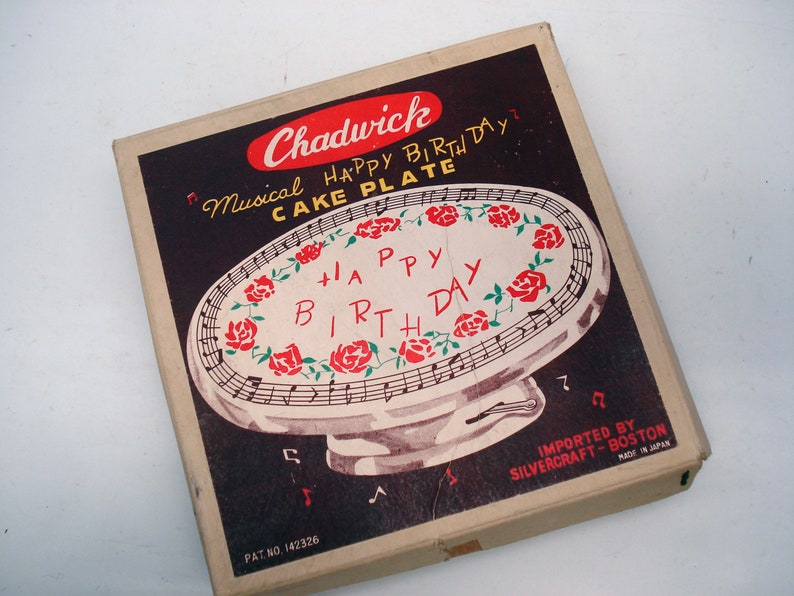 Chadwick
Musical HAPPY BIRTHDAY
CAKE PLATE
HAPPY
BIRTHDAY
IMPORTED BY
SILVERCRAFT-BOSTON
MADE IN JAPAN
PAT. NO. 142326